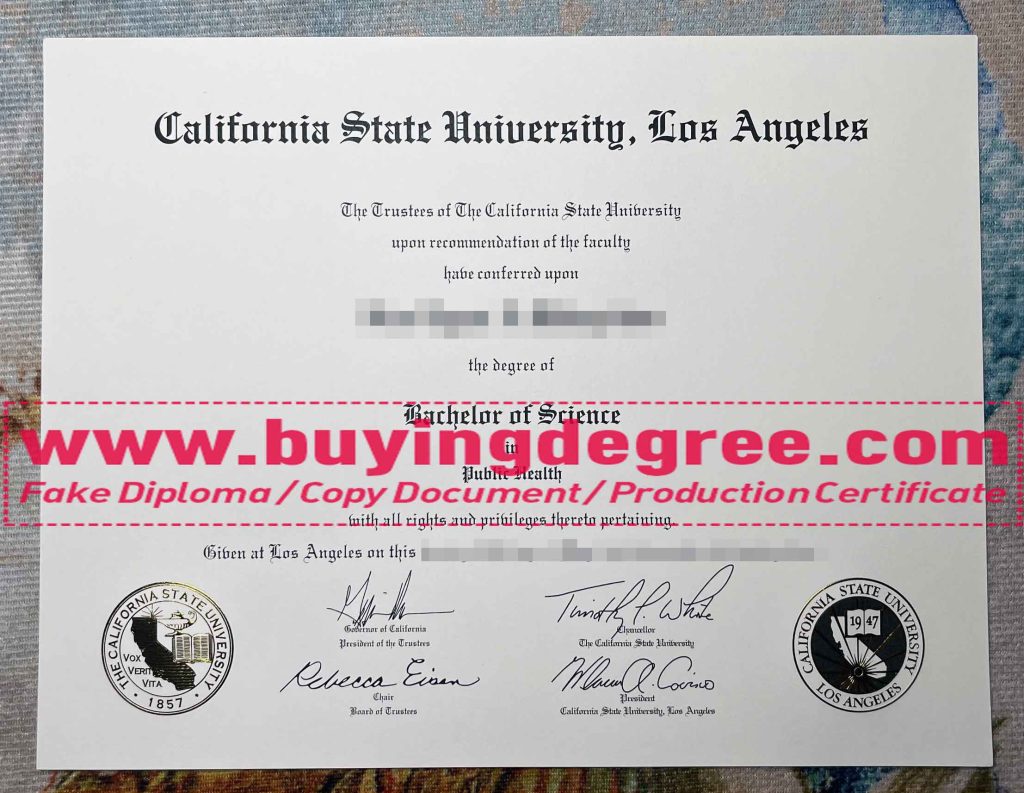 California State University, Los Angeles
The Trustees of The California State University
upon recommendation of the faculty
have conferred upon
the degree of
Bachelor of Science
www.buyingdegree.com
in
Public Health
Fake Diploma / Copy Document / Production Certificate
with all rights and privileges thereto pertaining.
Given at Los Angeles on this
THE CALIFORNIA STATE UNIVERSITY
VOX
VERITAS
VITA
1857
Governor of California
President of the Trustees
Timothy P. White
Chancellor
The California State University
Rebecca Eisen
Chair
Board of Trustees
President
California State University, Los Angeles
CALIFORNIA STATE UNIVERSITY
19 47
LOS ANGELES